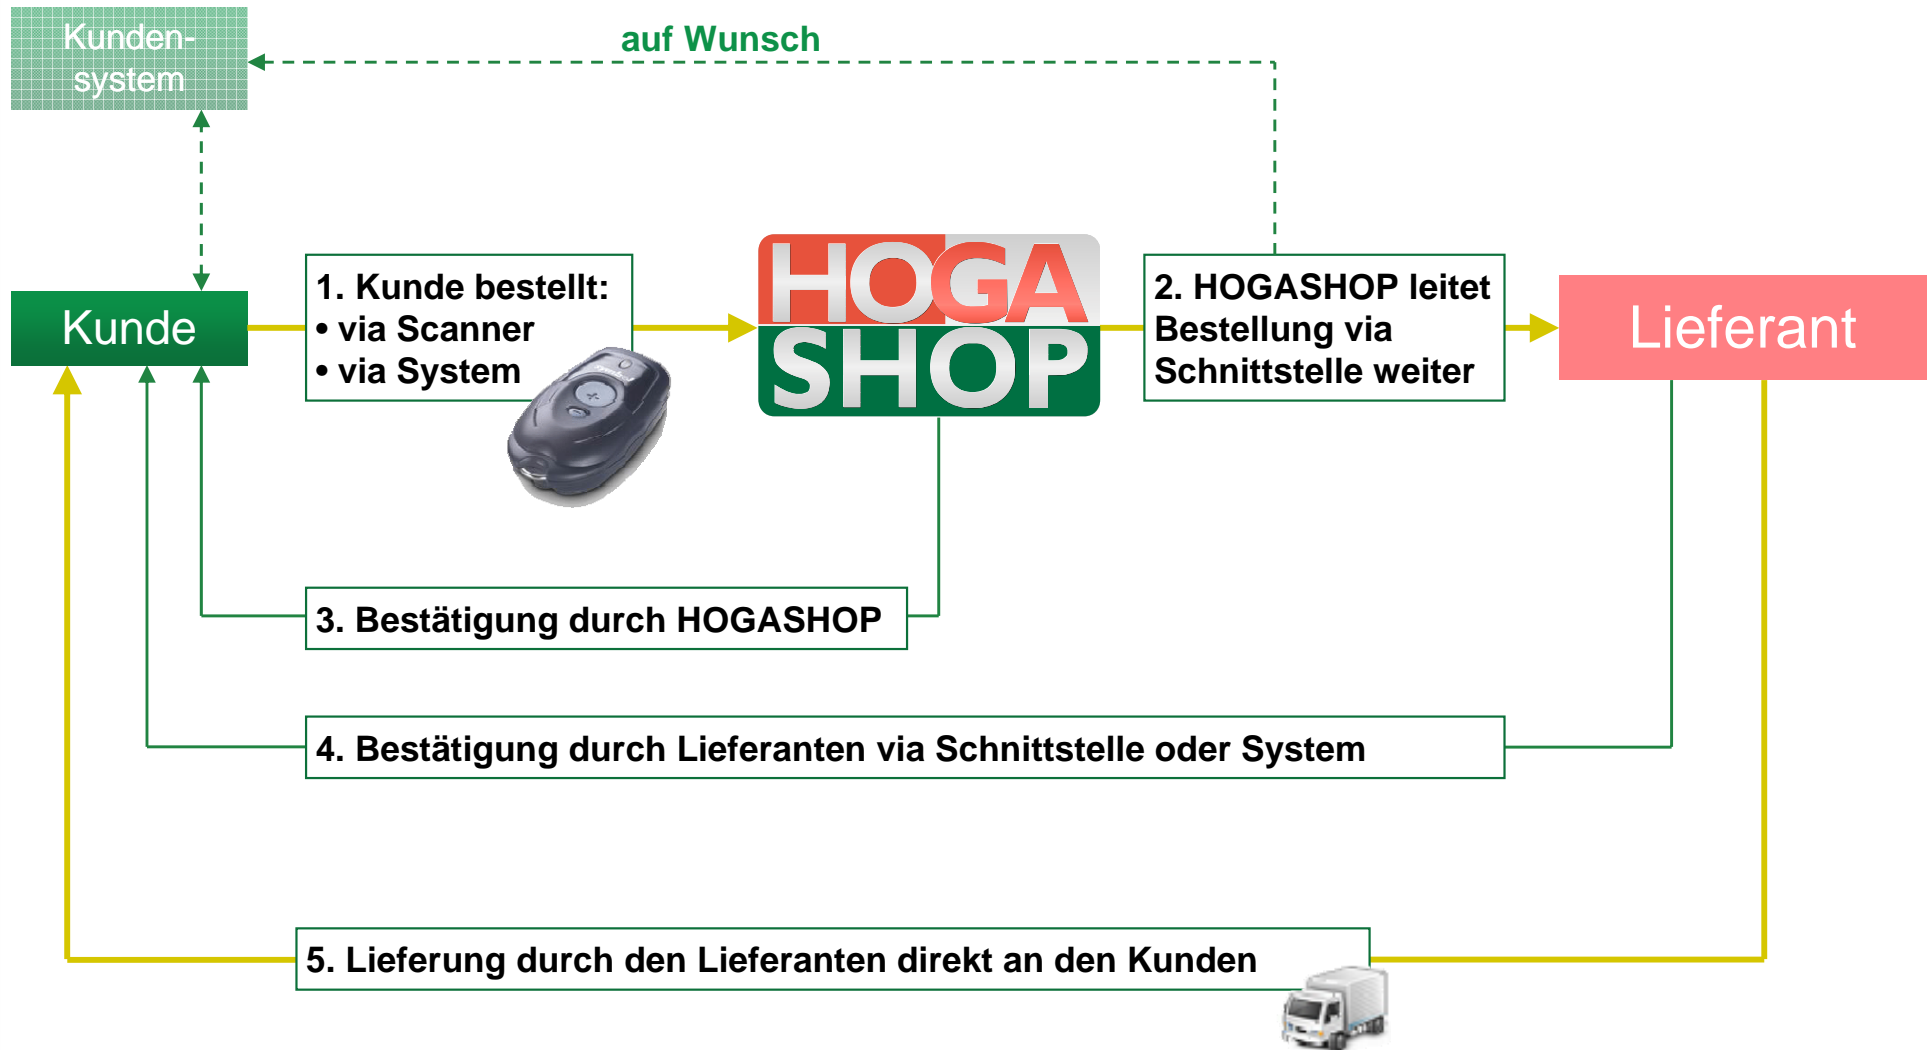 Kunden-
system
auf Wunsch
Kunde
1. Kunde bestellt:
• via Scanner
• via System
symbol
HOGA
SHOP
2. HOGASHOP leitet
Bestellung via
Schnittstelle weiter
Lieferant
3. Bestätigung durch HOGASHOP
4. Bestätigung durch Lieferanten via Schnittstelle oder System
5. Lieferung durch den Lieferanten direkt an den Kunden